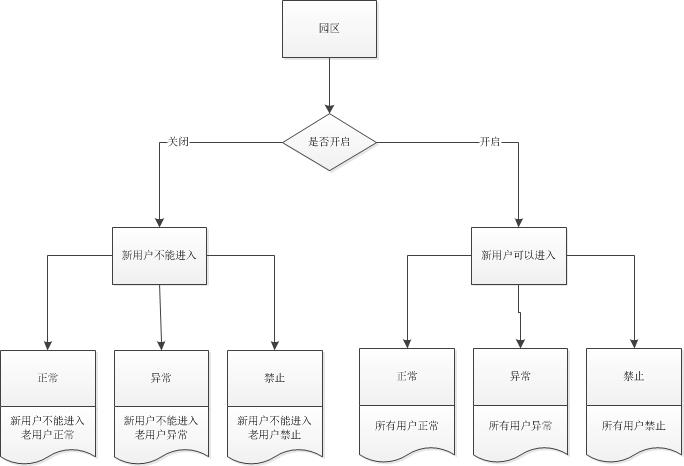 园区
是否开启
关闭
开启
新用户不能进入
新用户可以进入
正常
异常
禁止
正常
异常
禁止
新用户不能进入
老用户正常
新用户不能进入
老用户异常
新用户不能进入
老用户禁止
所有用户正常
所有用户异常
所有用户禁止